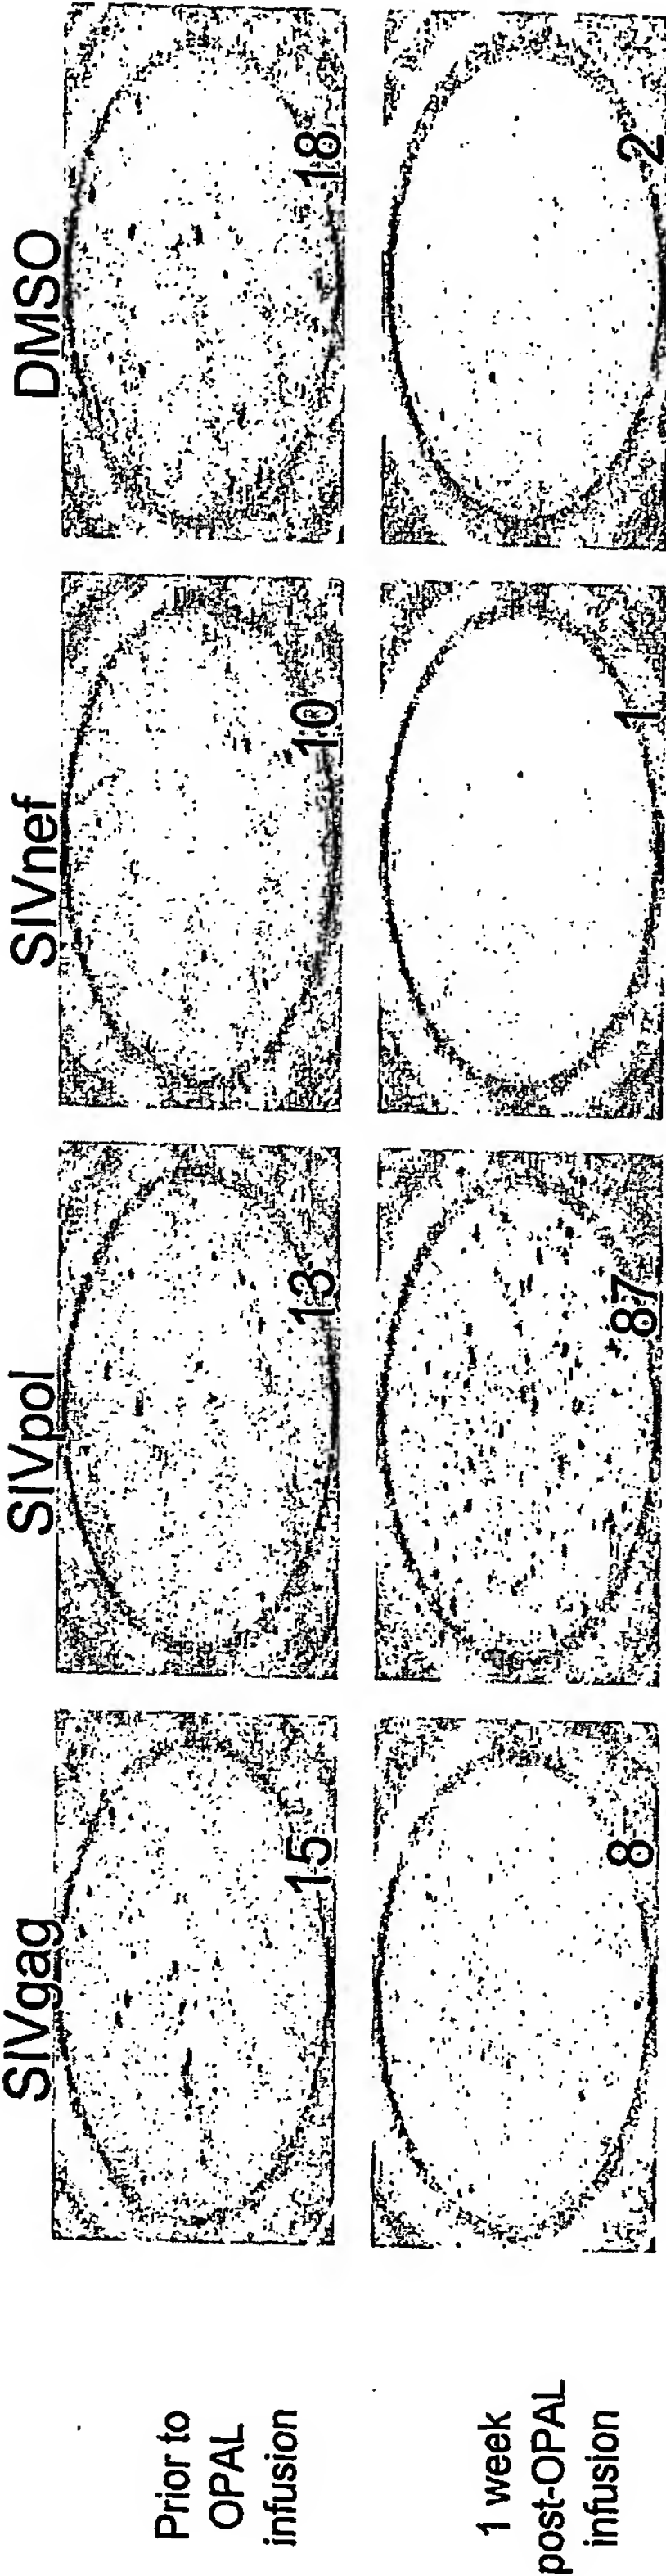 SIVgag SIVpol SIVnef DMSO
Prior to
OPAL
infusion
15 13 10 18
1 week
post-OPAL
infusion
8 87 1 2